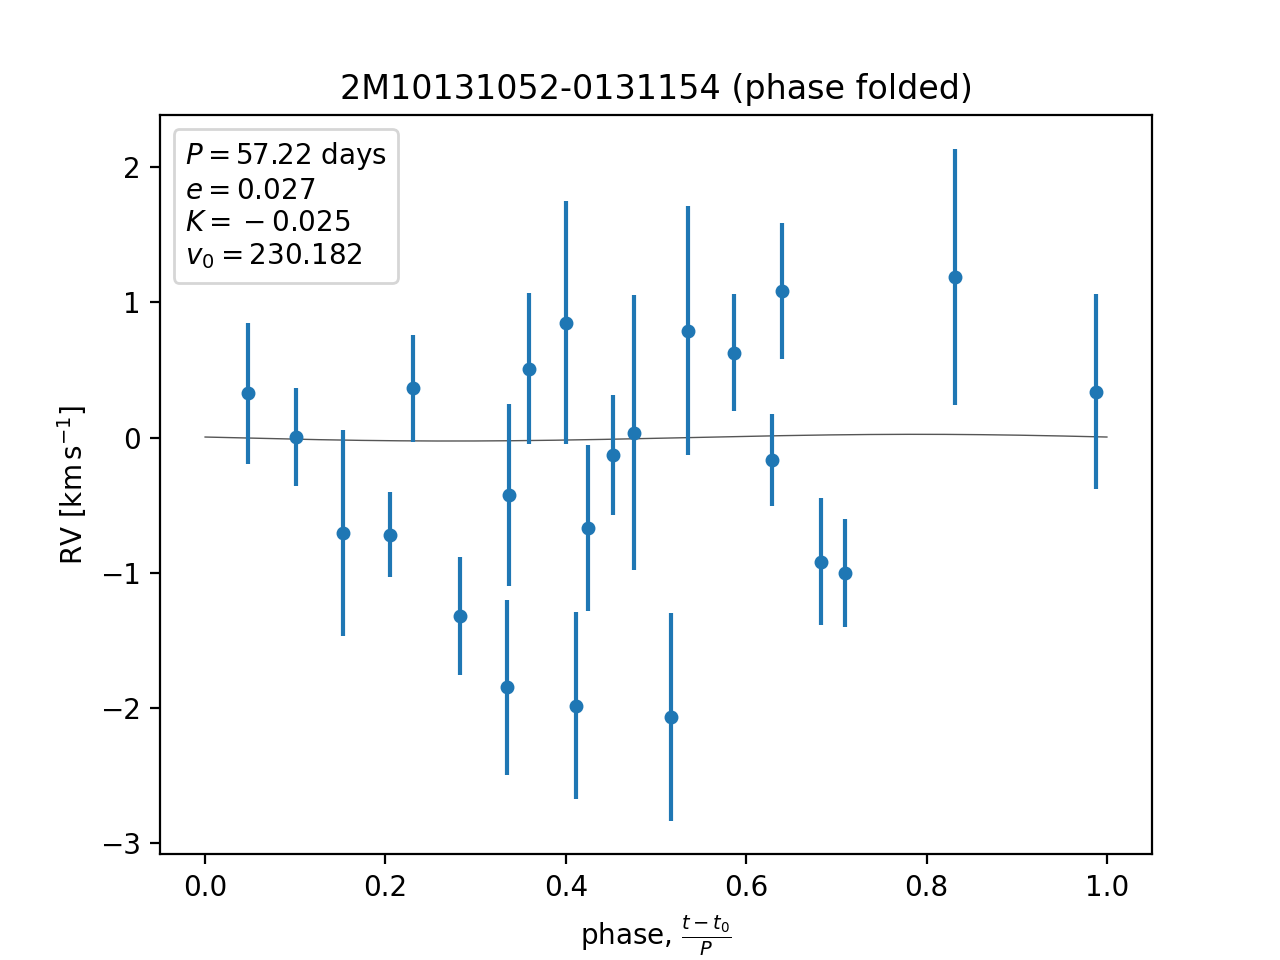 2M10131052-0131154 (phase folded)
P = 57.22 days
e = 0.027
K = −0.025
v₀ = 230.182
RV [km s⁻¹]
2
1
0
−1
−2
−3
0.0 0.2 0.4 0.6 0.8 1.0
phase, (t − t₀)/P